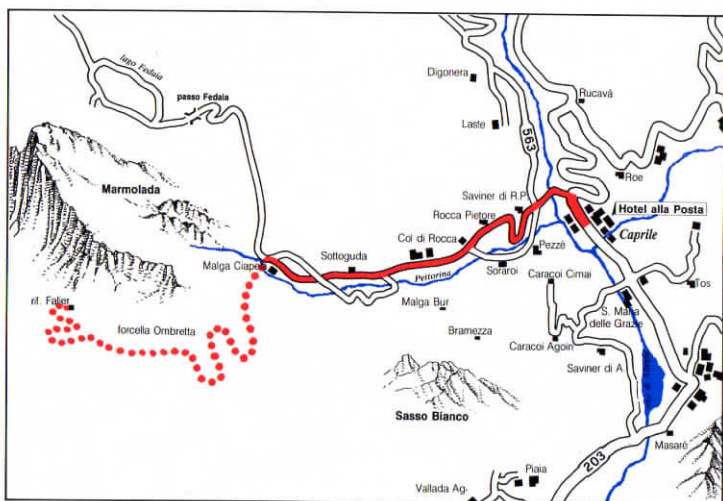 lago Fedaia
passo Fedaia
Marmolada
Digonera
Laste
563
Rucavà
Roe
Saviner di R.P.
Hotel alla Posta
Rocca Pietore
Caprile
Col di Rocca
Sottoguda
Malga Ciapela
Pettorina
Soraroi
Pezzè
Caracoi Cimai
Tos
rif. Falier
forcella Ombretta
Malga Bur
S. Maria
delle Grazie
Bramezza
Caracoi Agoin
Saviner di A.
Sasso Bianco
Masarè
203
Piaia
Vallada Ag.